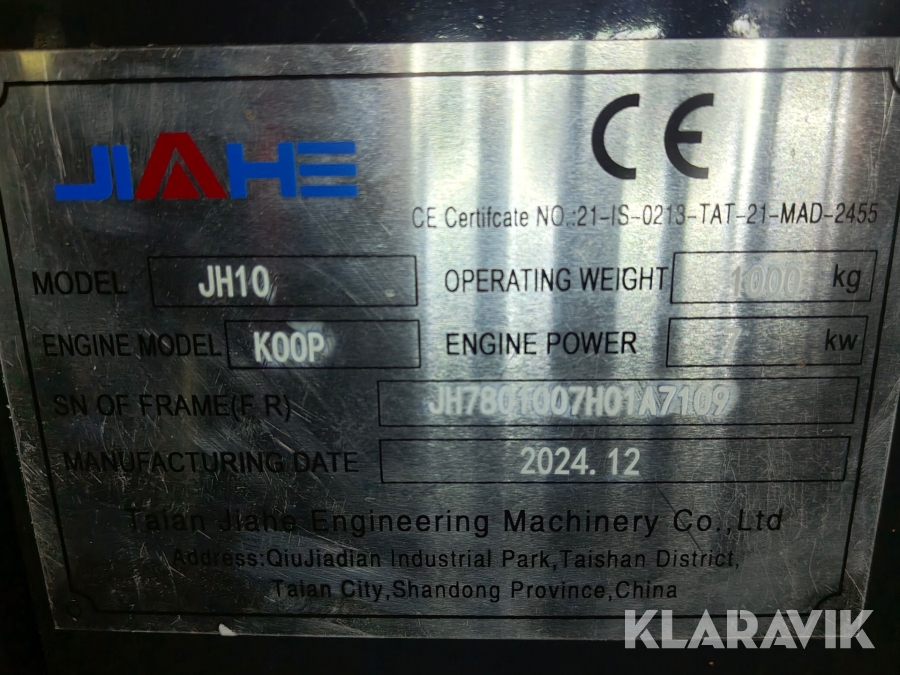 JIAHE
CE
CE Certifcate NO.:21-IS-0213-TAT-21-MAD-2455
MODEL JH10 OPERATING WEIGHT 1000 kg
ENGINE MODEL KOOP ENGINE POWER 7 kw
SN OF FRAME(F R) JH7801007H01A7109
MANUFACTURING DATE 2024.12
Taian Jiahe Engineering Machinery Co.,Ltd
Address:QiuJiadian Industrial Park,Taishan District,
Taian City,Shandong Province,China
KLARAVIK